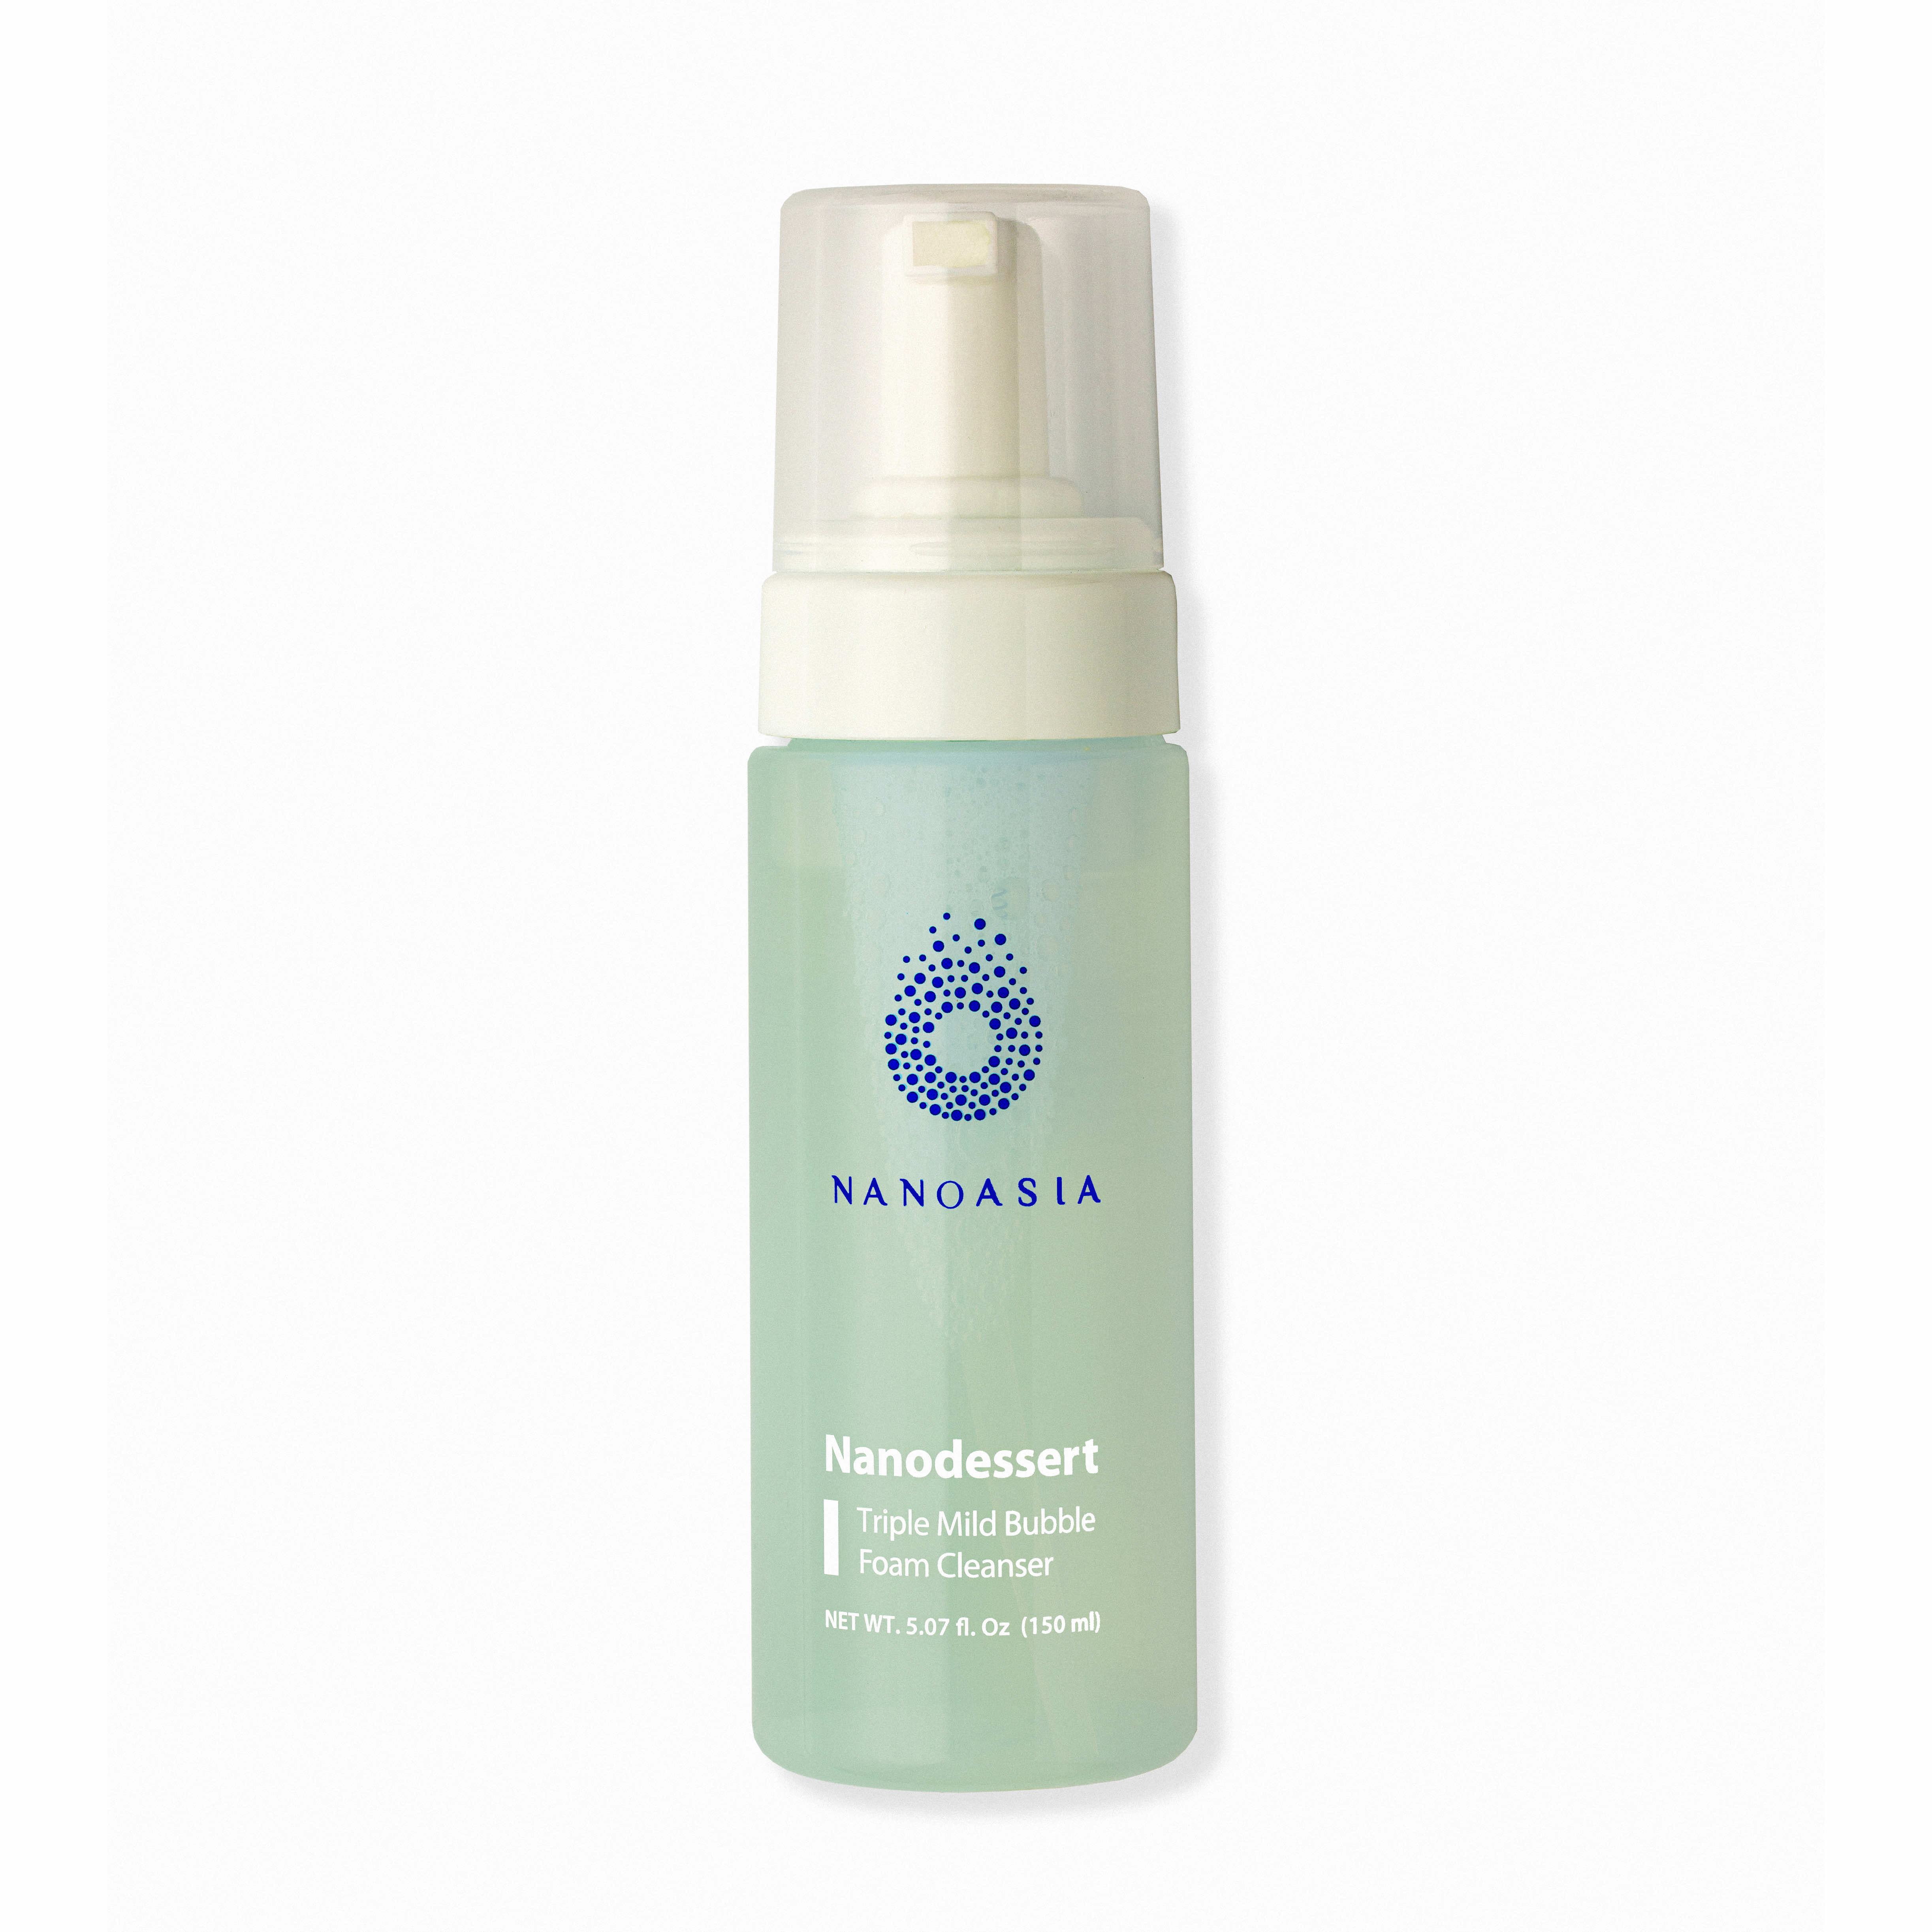 NANOASIA
Nanodessert
Triple Mild Bubble
Foam Cleanser
NET WT. 5.07 fl. Oz (150 ml)